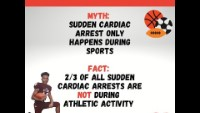 MYTH:
SUDDEN CARDIAC
ARREST ONLY
HAPPENS DURING
SPORTS
FACT:
2/3 OF ALL SUDDEN
CARDIAC ARRESTS ARE
NOT DURING
ATHLETIC ACTIVITY